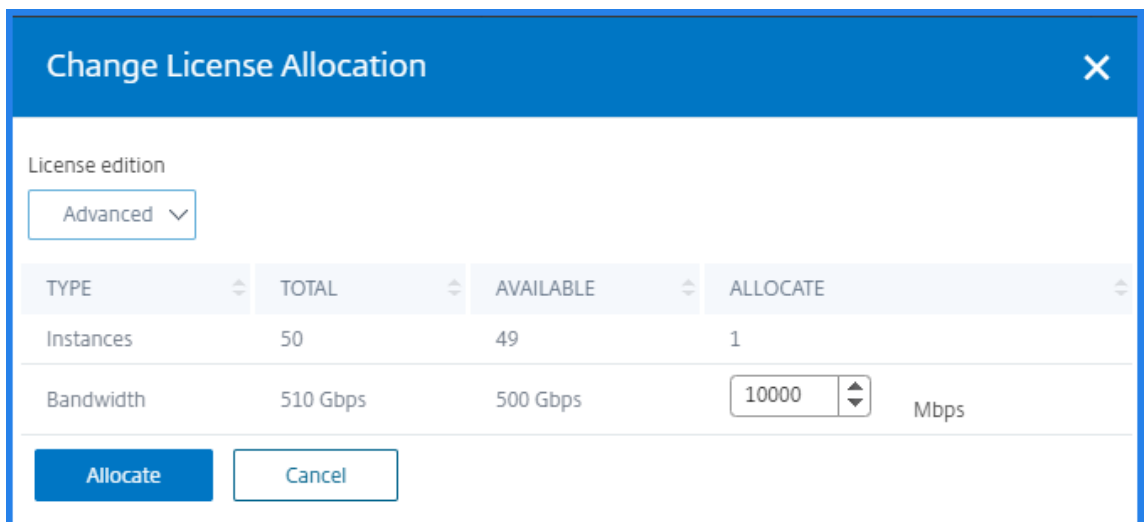 Change License Allocation
License edition
Advanced
TYPE TOTAL AVAILABLE ALLOCATE
Instances 50 49 1
Bandwidth 510 Gbps 500 Gbps 10000 Mbps
Allocate Cancel